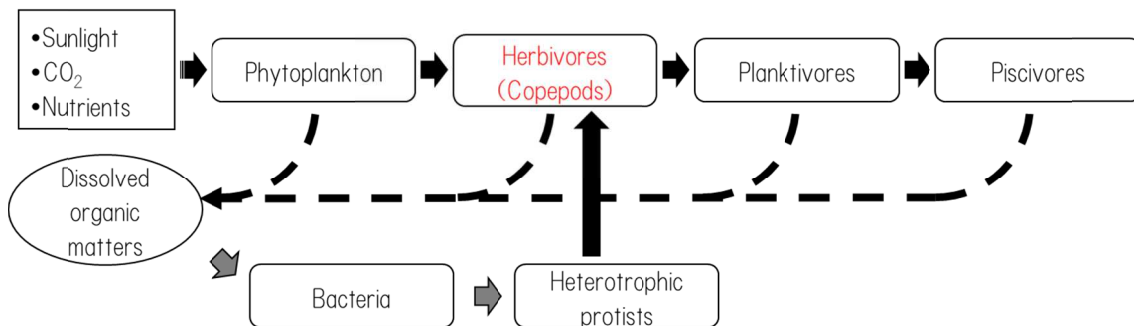 •Sunlight
•CO₂
•Nutrients
Phytoplankton
Herbivores
(Copepods)
Planktivores
Piscivores
Dissolved
organic
matters
Bacteria
Heterotrophic
protists